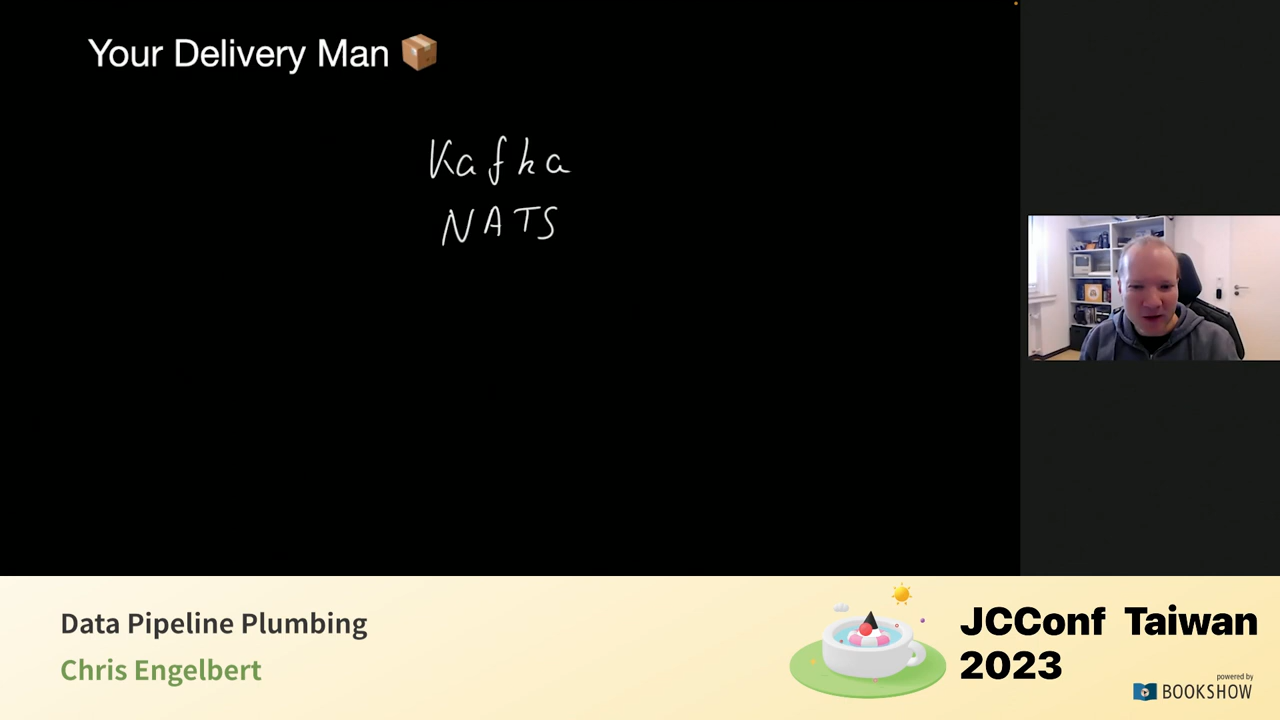 Your Delivery Man 📦
Kafka
NATS
Data Pipeline Plumbing
Chris Engelbert
JCConf Taiwan
2023
powered by
BOOKSHOW